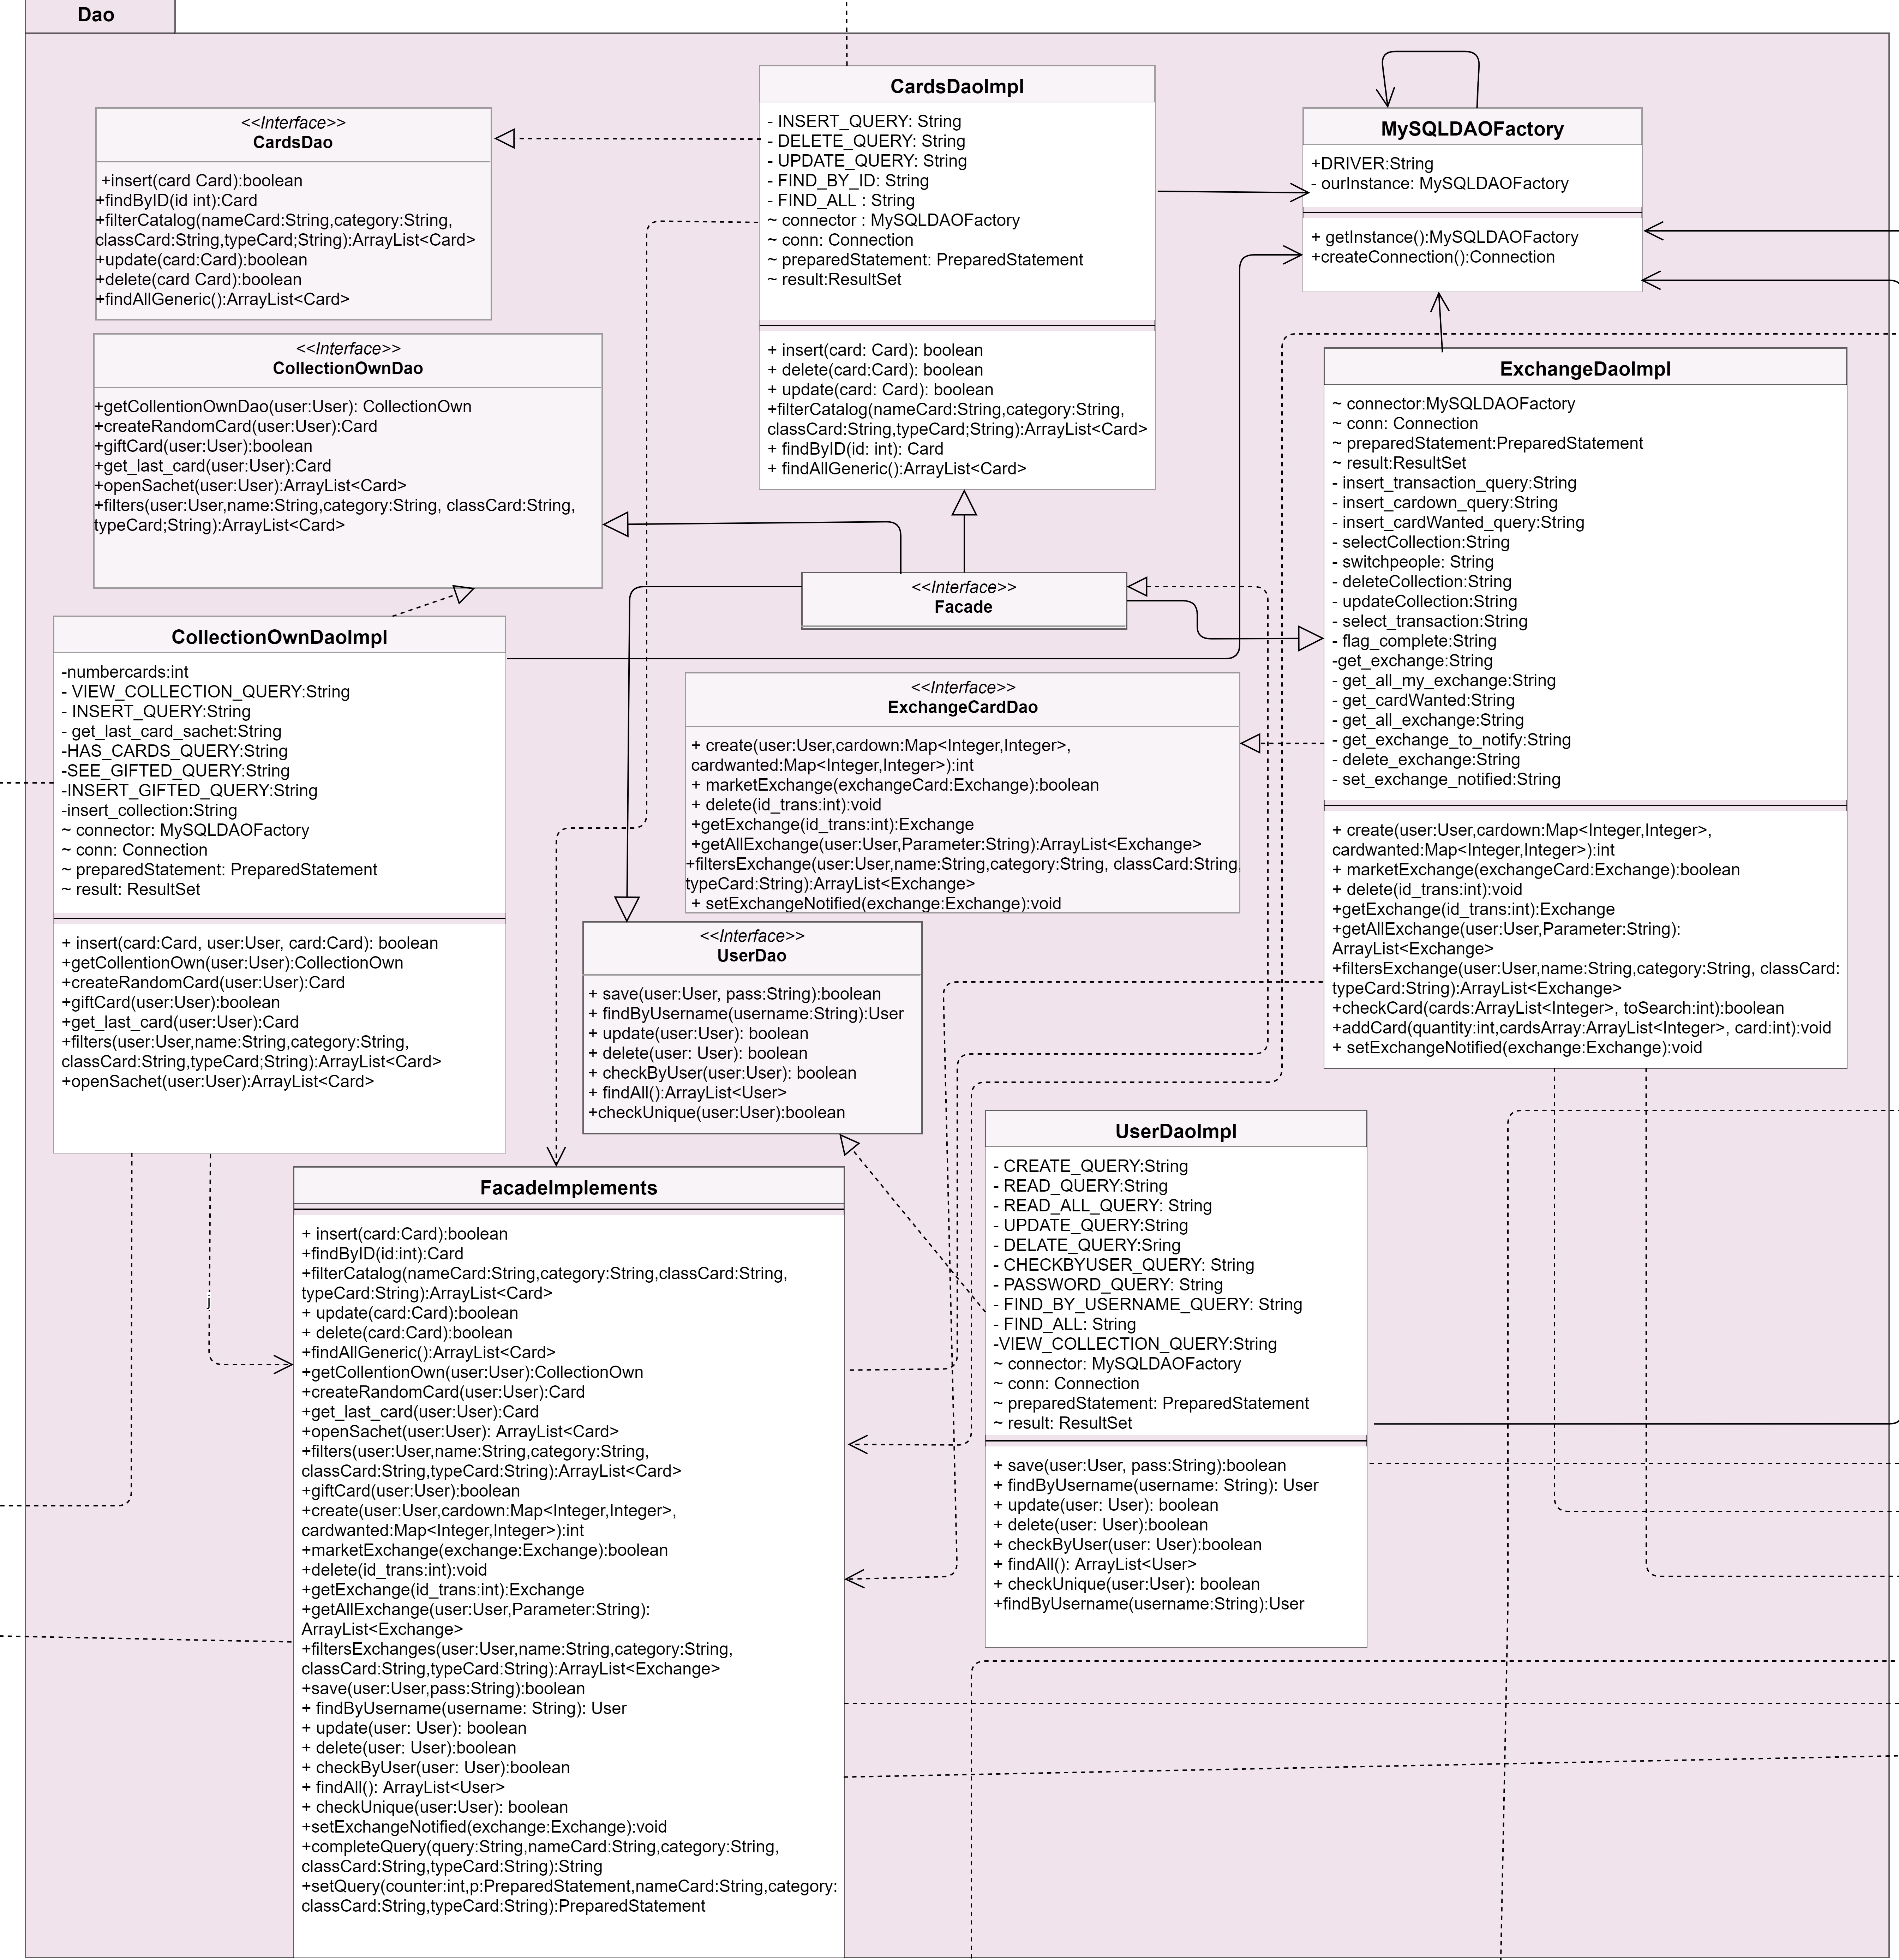 Dao
<<Interface>>
CardsDao
+insert(card Card):boolean
+findByID(id int):Card
+filterCatalog(nameCard:String,category:String,
classCard:String,typeCard;String):ArrayList<Card>
+update(card:Card):boolean
+delete(card Card):boolean
+findAllGeneric():ArrayList<Card>
CardsDaoImpl
- INSERT_QUERY: String
- DELETE_QUERY: String
- UPDATE_QUERY: String
- FIND_BY_ID: String
- FIND_ALL : String
~ connector : MySQLDAOFactory
~ conn: Connection
~ preparedStatement: PreparedStatement
~ result:ResultSet
+ insert(card: Card): boolean
+ delete(card:Card): boolean
+ update(card: Card): boolean
+filterCatalog(nameCard:String,category:String,
classCard:String,typeCard;String):ArrayList<Card>
+ findByID(id: int): Card
+ findAllGeneric():ArrayList<Card>
MySQLDAOFactory
+DRIVER:String
- ourInstance: MySQLDAOFactory
+ getInstance():MySQLDAOFactory
+createConnection():Connection
<<Interface>>
CollectionOwnDao
+getCollentionOwnDao(user:User): CollectionOwn
+createRandomCard(user:User):Card
+giftCard(user:User):boolean
+get_last_card(user:User):Card
+openSachet(user:User):ArrayList<Card>
+filters(user:User,name:String,category:String, classCard:String,
typeCard;String):ArrayList<Card>
ExchangeDaoImpl
~ connector:MySQLDAOFactory
~ conn: Connection
~ preparedStatement:PreparedStatement
~ result:ResultSet
- insert_transaction_query:String
- insert_cardown_query:String
- insert_cardWanted_query:String
- selectCollection:String
- switchpeople: String
- deleteCollection:String
- updateCollection:String
- select_transaction:String
- flag_complete:String
-get_exchange:String
- get_all_my_exchange:String
- get_cardWanted:String
- get_all_exchange:String
- get_exchange_to_notify:String
- delete_exchange:String
- set_exchange_notified:String
+ create(user:User,cardown:Map<Integer,Integer>,
cardwanted:Map<Integer,Integer>):int
+ marketExchange(exchangeCard:Exchange):boolean
+ delete(id_trans:int):void
+getExchange(id_trans:int):Exchange
+getAllExchange(user:User,Parameter:String):
ArrayList<Exchange>
+filtersExchange(user:User,name:String,category:String, classCard:
typeCard:String):ArrayList<Exchange>
+checkCard(cards:ArrayList<Integer>, toSearch:int):boolean
+addCard(quantity:int,cardsArray:ArrayList<Integer>, card:int):void
+ setExchangeNotified(exchange:Exchange):void
<<Interface>>
Facade
CollectionOwnDaoImpl
-numbercards:int
- VIEW_COLLECTION_QUERY:String
- INSERT_QUERY:String
- get_last_card_sachet:String
-HAS_CARDS_QUERY:String
-SEE_GIFTED_QUERY:String
-INSERT_GIFTED_QUERY:String
-insert_collection:String
~ connector: MySQLDAOFactory
~ conn: Connection
~ preparedStatement: PreparedStatement
~ result: ResultSet
+ insert(card:Card, user:User, card:Card): boolean
+getCollentionOwn(user:User):CollectionOwn
+createRandomCard(user:User):Card
+giftCard(user:User):boolean
+get_last_card(user:User):Card
+filters(user:User,name:String,category:String,
classCard:String,typeCard;String):ArrayList<Card>
+openSachet(user:User):ArrayList<Card>
<<Interface>>
ExchangeCardDao
+ create(user:User,cardown:Map<Integer,Integer>,
cardwanted:Map<Integer,Integer>):int
+ marketExchange(exchangeCard:Exchange):boolean
+ delete(id_trans:int):void
+getExchange(id_trans:int):Exchange
+getAllExchange(user:User,Parameter:String):ArrayList<Exchange>
+filtersExchange(user:User,name:String,category:String, classCard:String,
typeCard:String):ArrayList<Exchange>
+ setExchangeNotified(exchange:Exchange):void
<<Interface>>
UserDao
+ save(user:User, pass:String):boolean
+ findByUsername(username:String):User
+ update(user:User): boolean
+ delete(user: User): boolean
+ checkByUser(user:User): boolean
+ findAll():ArrayList<User>
+checkUnique(user:User):boolean
UserDaoImpl
- CREATE_QUERY:String
- READ_QUERY:String
- READ_ALL_QUERY: String
- UPDATE_QUERY:String
- DELATE_QUERY:Sring
- CHECKBYUSER_QUERY: String
- PASSWORD_QUERY: String
- FIND_BY_USERNAME_QUERY: String
- FIND_ALL: String
-VIEW_COLLECTION_QUERY:String
~ connector: MySQLDAOFactory
~ conn: Connection
~ preparedStatement: PreparedStatement
~ result: ResultSet
+ save(user:User, pass:String):boolean
+ findByUsername(username: String): User
+ update(user: User): boolean
+ delete(user: User):boolean
+ checkByUser(user: User):boolean
+ findAll(): ArrayList<User>
+ checkUnique(user:User): boolean
+findByUsername(username:String):User
j
FacadeImplements
+ insert(card:Card):boolean
+findByID(id:int):Card
+filterCatalog(nameCard:String,category:String,classCard:String,
typeCard:String):ArrayList<Card>
+ update(card:Card):boolean
+ delete(card:Card):boolean
+findAllGeneric():ArrayList<Card>
+getCollentionOwn(user:User):CollectionOwn
+createRandomCard(user:User):Card
+get_last_card(user:User):Card
+openSachet(user:User): ArrayList<Card>
+filters(user:User,name:String,category:String,
classCard:String,typeCard:String):ArrayList<Card>
+giftCard(user:User):boolean
+create(user:User,cardown:Map<Integer,Integer>,
cardwanted:Map<Integer,Integer>):int
+marketExchange(exchange:Exchange):boolean
+delete(id_trans:int):void
+getExchange(id_trans:int):Exchange
+getAllExchange(user:User,Parameter:String):
ArrayList<Exchange>
+filtersExchanges(user:User,name:String,category:String,
classCard:String,typeCard:String):ArrayList<Exchange>
+save(user:User,pass:String):boolean
+ findByUsername(username: String): User
+ update(user: User): boolean
+ delete(user: User):boolean
+ checkByUser(user: User):boolean
+ findAll(): ArrayList<User>
+ checkUnique(user:User): boolean
+setExchangeNotified(exchange:Exchange):void
+completeQuery(query:String,nameCard:String,category:String,
classCard:String,typeCard:String):String
+setQuery(counter:int,p:PreparedStatement,nameCard:String,category:
classCard:String,typeCard:String):PreparedStatement